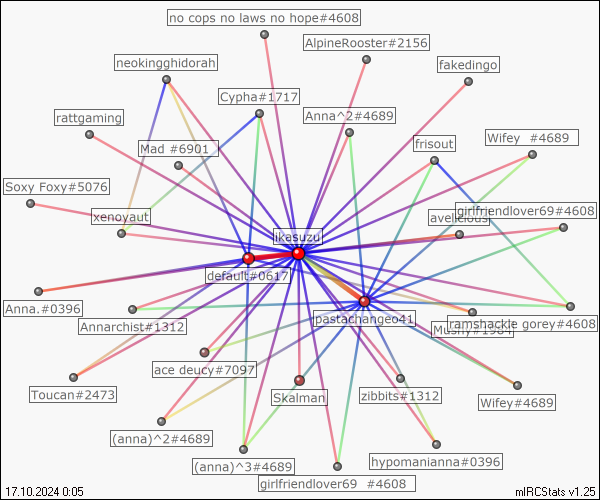 no cops no laws no hope#4608
AlpineRooster#2156
neokingghidorah
fakedingo
Cypha#1717
rattgaming
Anna^2#4689
Mad #6901
frisout
Wifey #4689
Soxy Foxy#5076
xenoyaut
avelicious
girlfriendlover69#4608
ikasuzu
default#0617
Anna.#0396
Annarchist#1312
pastachangeo41
ramshackle gorey#4608
ace deucy#7097
Toucan#2473
Skalman
zibbits#1312
Wifey#4689
(anna)^2#4689
(anna)^3#4689
hypomanianna#0396
girlfriendlover69 #4608
17.10.2024 0:05
mIRCStats v1.25